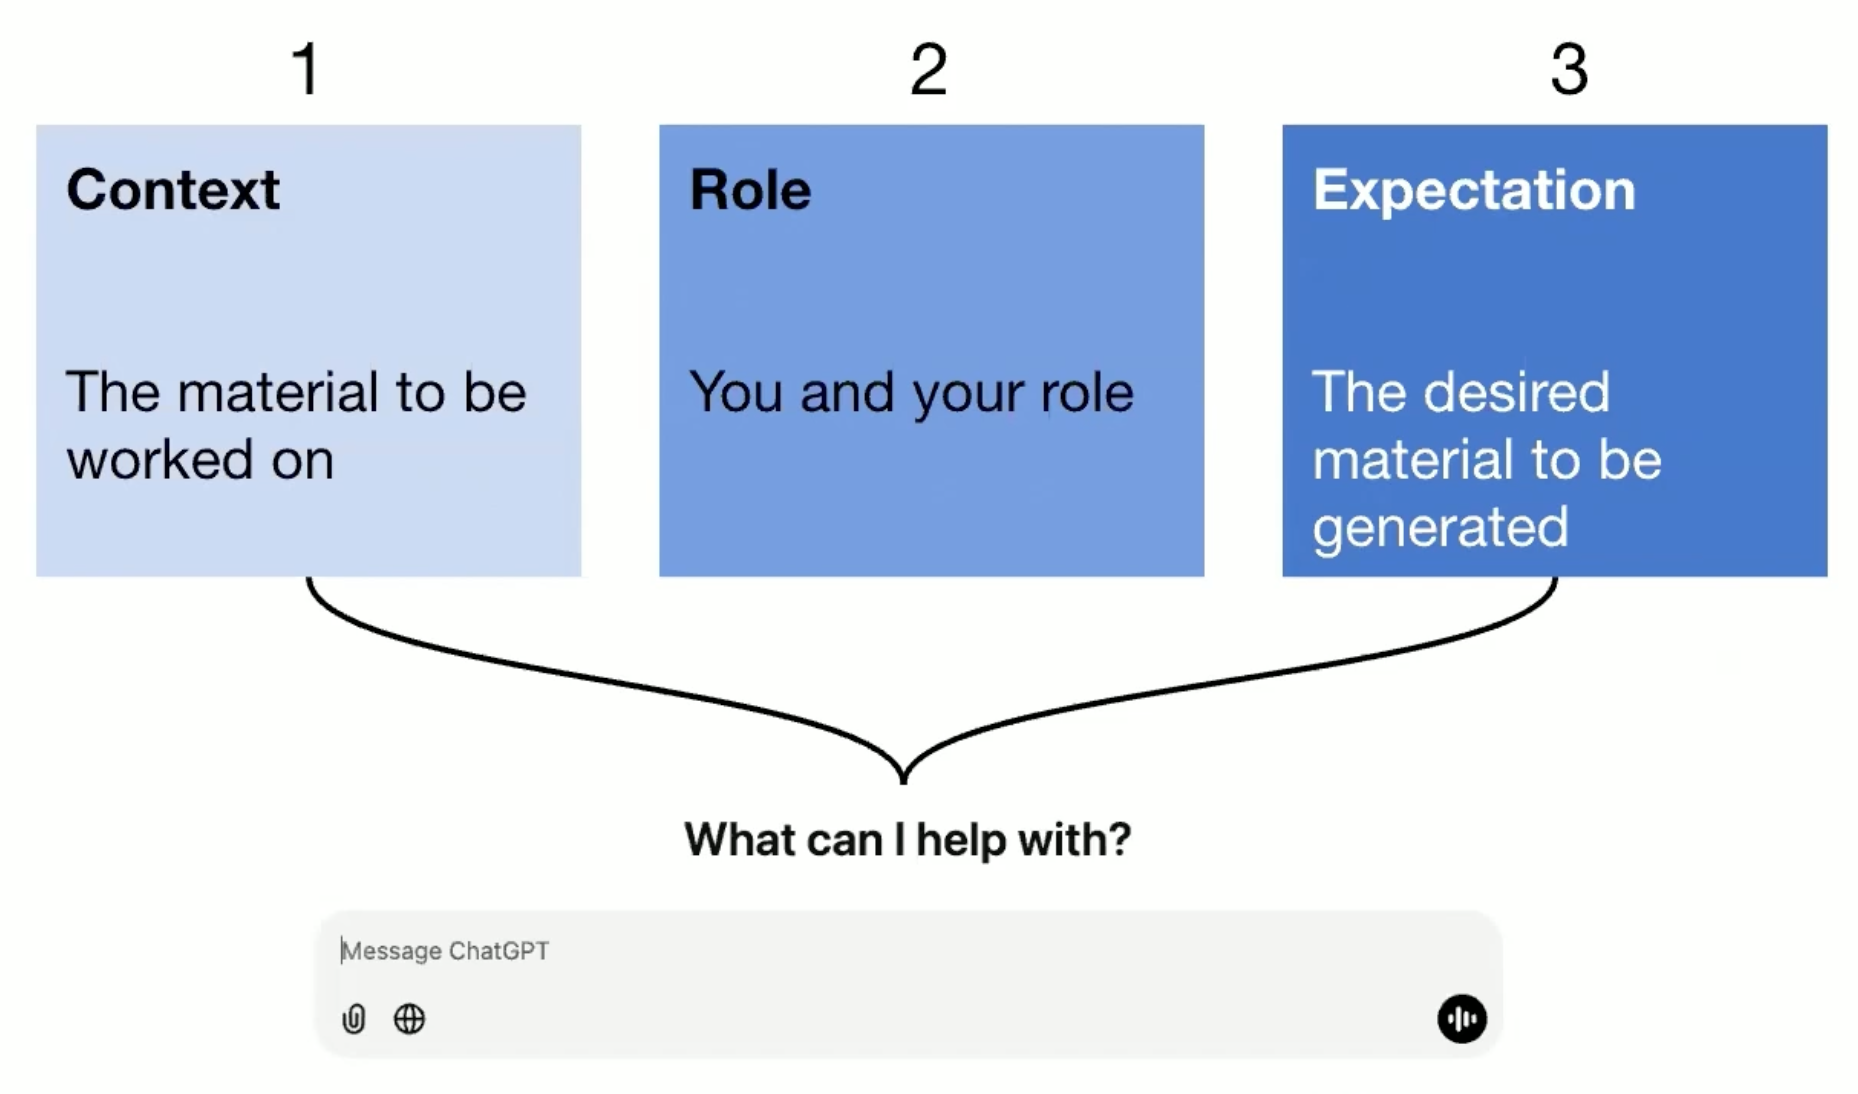 1
2
3
Context
The material to be
worked on
Role
You and your role
Expectation
The desired
material to be
generated
What can I help with?
Message ChatGPT